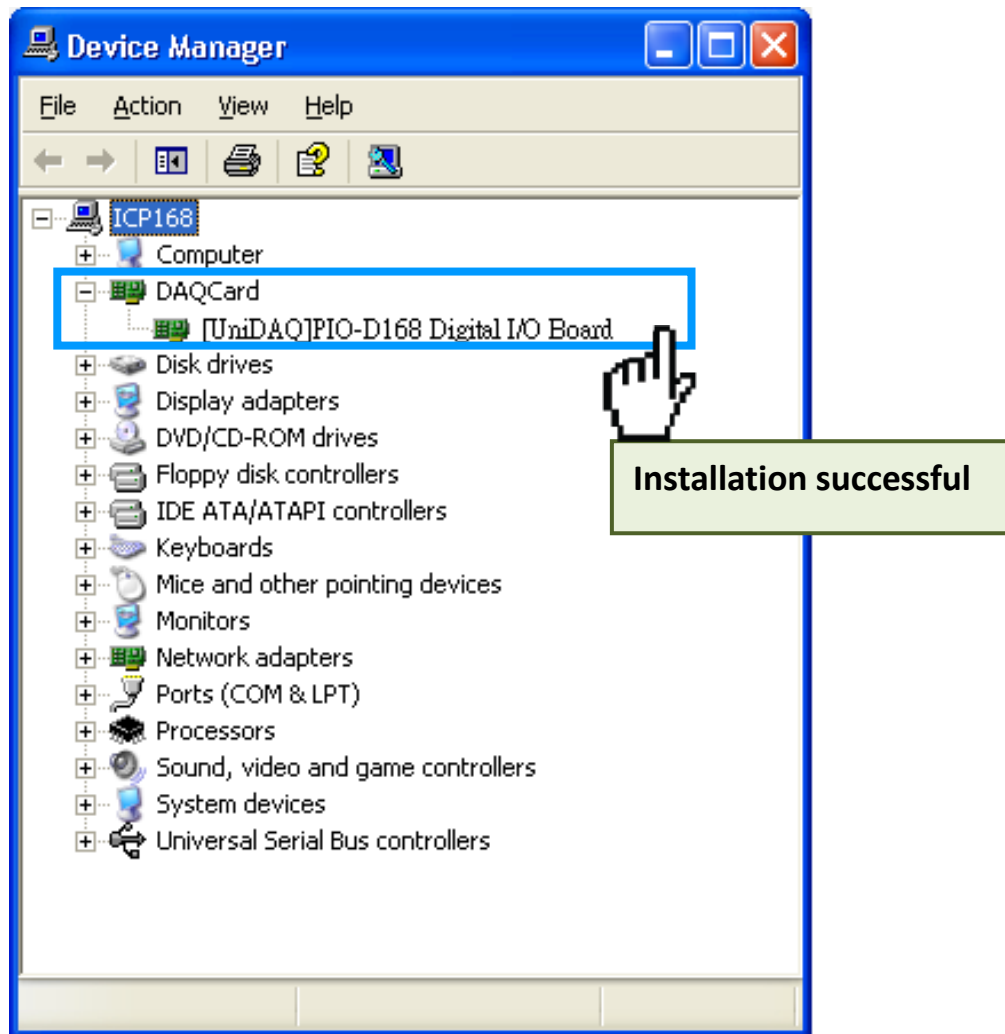 Device Manager
File Action View Help
ICP168
Computer
DAQCard
[UniDAQ]PIO-D168 Digital I/O Board
Disk drives
Display adapters
DVD/CD-ROM drives
Floppy disk controllers
IDE ATA/ATAPI controllers
Keyboards
Mice and other pointing devices
Monitors
Network adapters
Ports (COM & LPT)
Processors
Sound, video and game controllers
System devices
Universal Serial Bus controllers
Installation successful